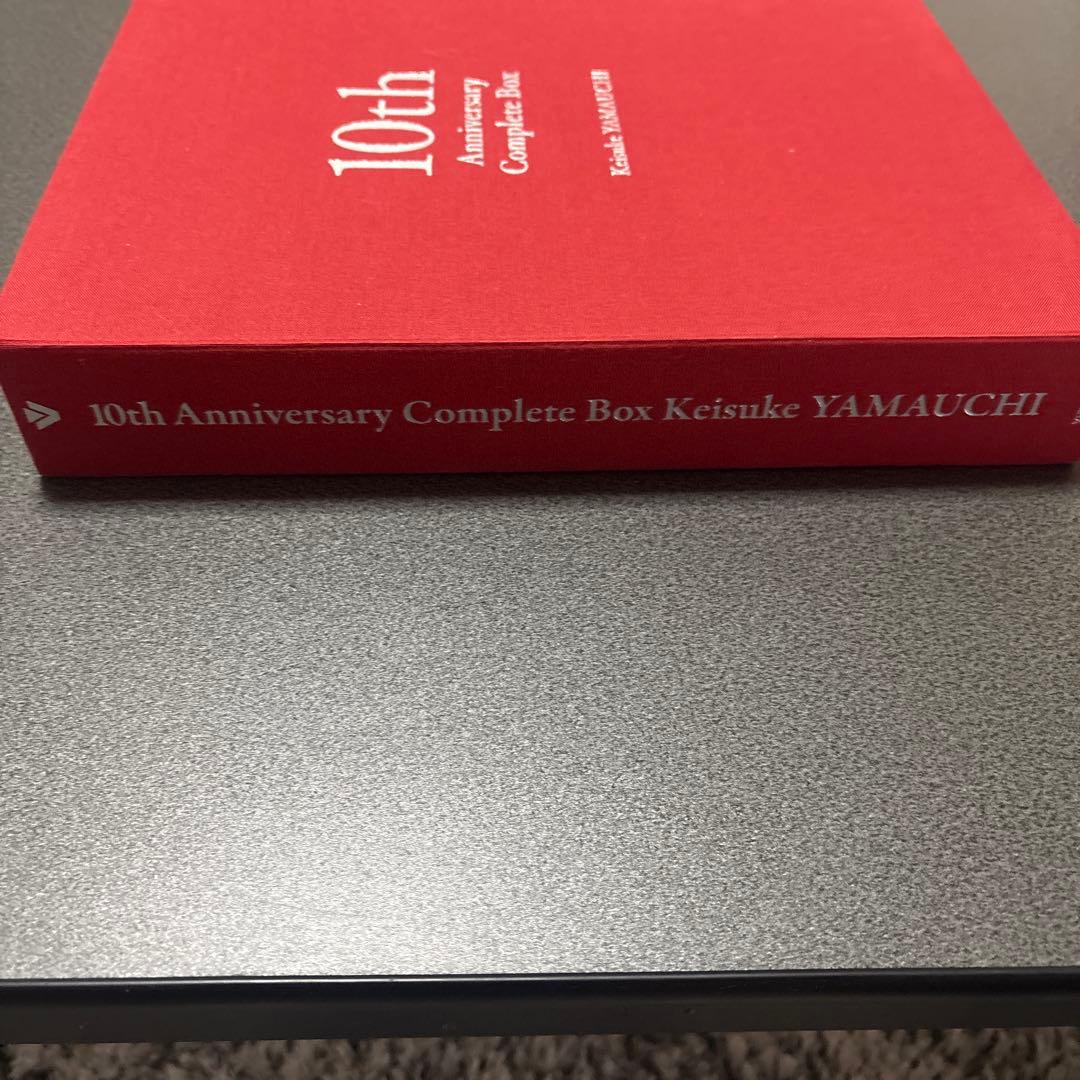 10th
Anniversary
Complete Box
Keisuke YAMAUCHI
10th Anniversary Complete Box Keisuke YAMAUCHI